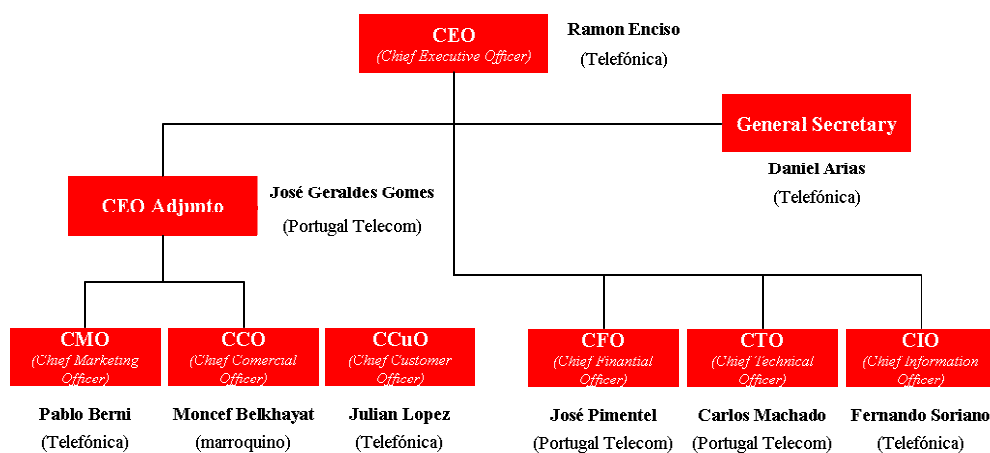 CEO
(Chief Executive Officer)
Ramon Enciso
(Telefónica)
General Secretary
Daniel Arias
(Telefónica)
CEO Adjunto
José Geraldes Gomes
(Portugal Telecom)
CMO
(Chief Marketing
Officer)
Pablo Berni
(Telefónica)
CCO
(Chief Comercial
Officer)
Moncef Belkhayat
(marroquino)
CCuO
(Chief Customer
Officer)
Julian Lopez
(Telefónica)
CFO
(Chief Finantial
Officer)
José Pimentel
(Portugal Telecom)
CTO
(Chief Technical
Officer)
Carlos Machado
(Portugal Telecom)
CIO
(Chief Information
Officer)
Fernando Soriano
(Telefónica)